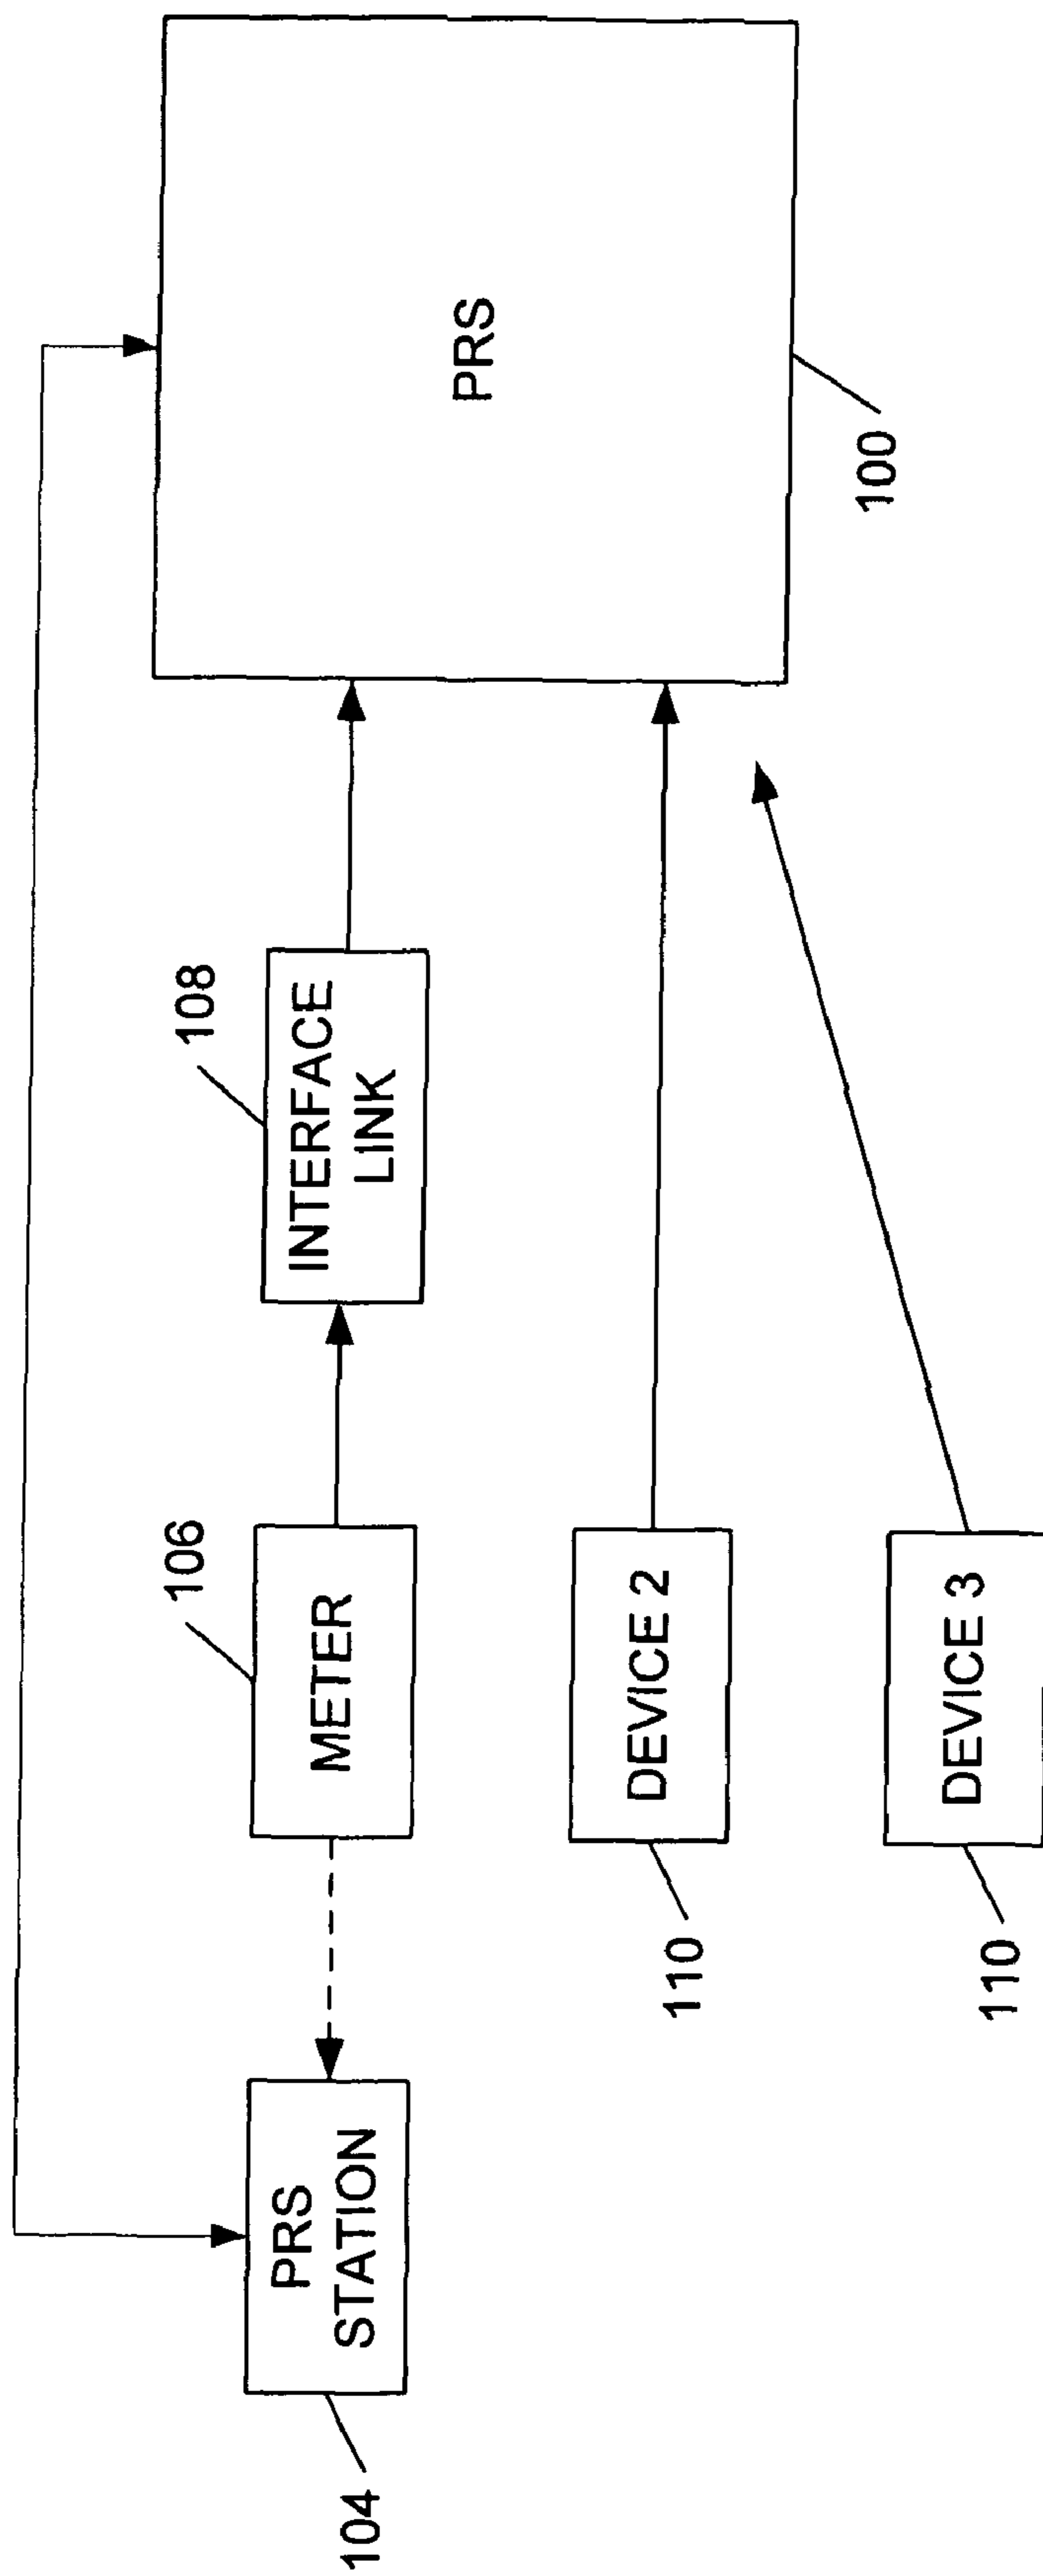 108
106
PRS
STATION
METER
INTERFACE
LINK
PRS
104
100
DEVICE 2
110
DEVICE 3
110